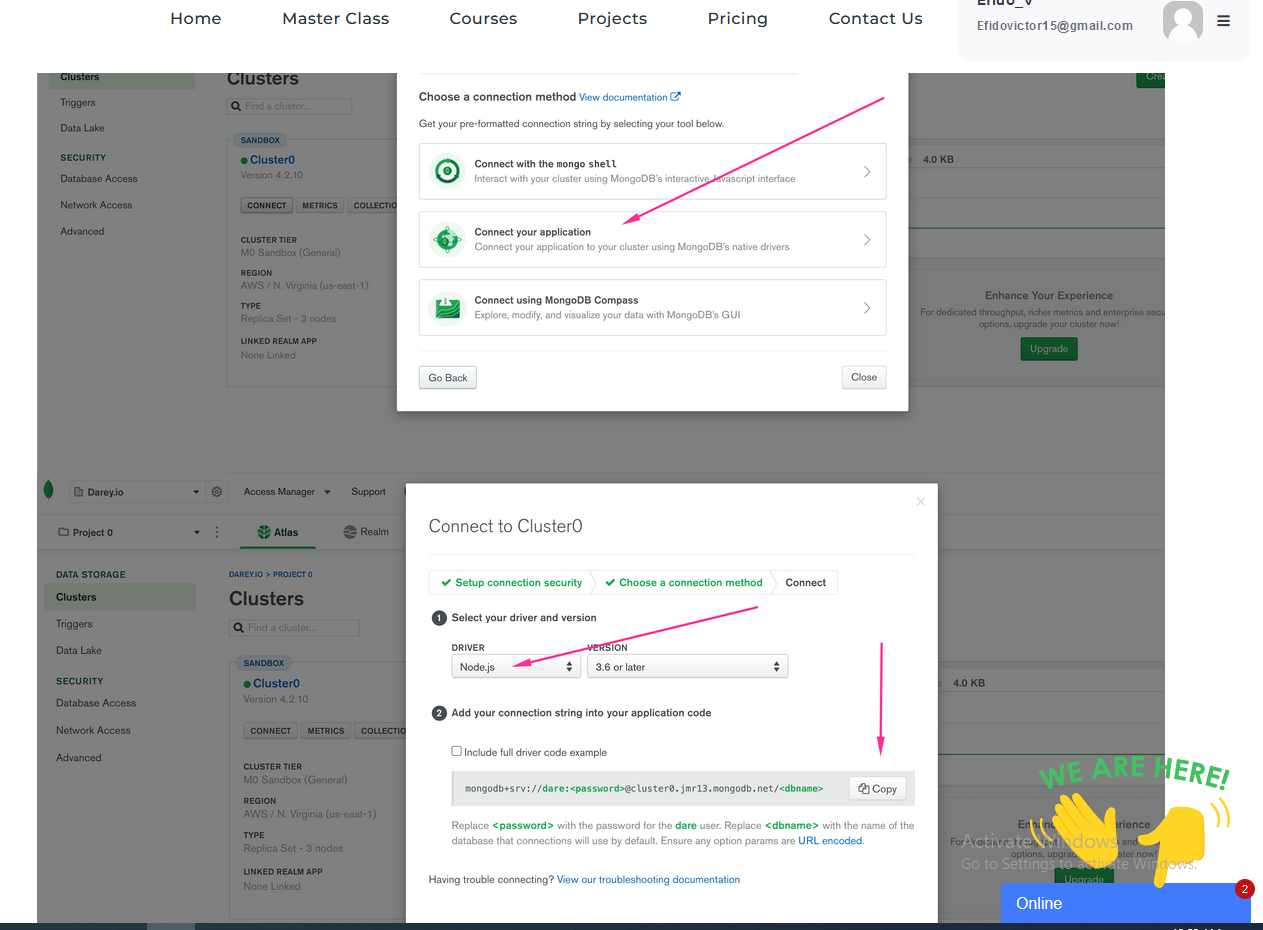 Home Master Class Courses Projects Pricing Contact Us
Efidovictor15@gmail.com
Clusters
Clusters
Triggers
Find a cluster...
Data Lake
SANDBOX
SECURITY
Cluster0
Database Access
Version 4.2.10
Network Access
CONNECT METRICS COLLECTIO
Advanced
CLUSTER TIER
M0 Sandbox (General)
REGION
AWS / N. Virginia (us-east-1)
TYPE
Replica Set - 3 nodes
LINKED REALM APP
None Linked
Choose a connection method View documentation
Get your pre-formatted connection string by selecting your tool below.
Connect with the mongo shell
Interact with your cluster using MongoDB's interactive Javascript interface
Connect your application
Connect your application to your cluster using MongoDB's native drivers
Connect using MongoDB Compass
Explore, modify, and visualize your data with MongoDB's GUI
Go Back Close
4.0 KB
Enhance Your Experience
For dedicated throughput, richer metrics and enterprise secu
options, upgrade your cluster now!
Upgrade
Darey.io Access Manager Support
Project 0 Atlas Realm
DATA STORAGE
DAREY.IO > PROJECT 0
Clusters
Clusters
Triggers
Find a cluster...
Data Lake
SANDBOX
SECURITY
Cluster0
Database Access
Version 4.2.10
Network Access
CONNECT METRICS COLLECTIO
Advanced
CLUSTER TIER
M0 Sandbox (General)
REGION
AWS / N. Virginia (us-east-1)
TYPE
Replica Set - 3 nodes
LINKED REALM APP
None Linked
Connect to Cluster0
Setup connection security Choose a connection method Connect
1 Select your driver and version
DRIVER VERSION
Node.js 3.6 or later
2 Add your connection string into your application code
Include full driver code example
mongodb+srv://dare:<password>@cluster0.jmr13.mongodb.net/<dbname> Copy
Replace <password> with the password for the dare user. Replace <dbname> with the name of the
database that connections will use by default. Ensure any option params are URL encoded.
Having trouble connecting? View our troubleshooting documentation
4.0 KB
WE ARE HERE!
Activate Windows
Go to Settings to activate Windows.
Upgrade
2
Online